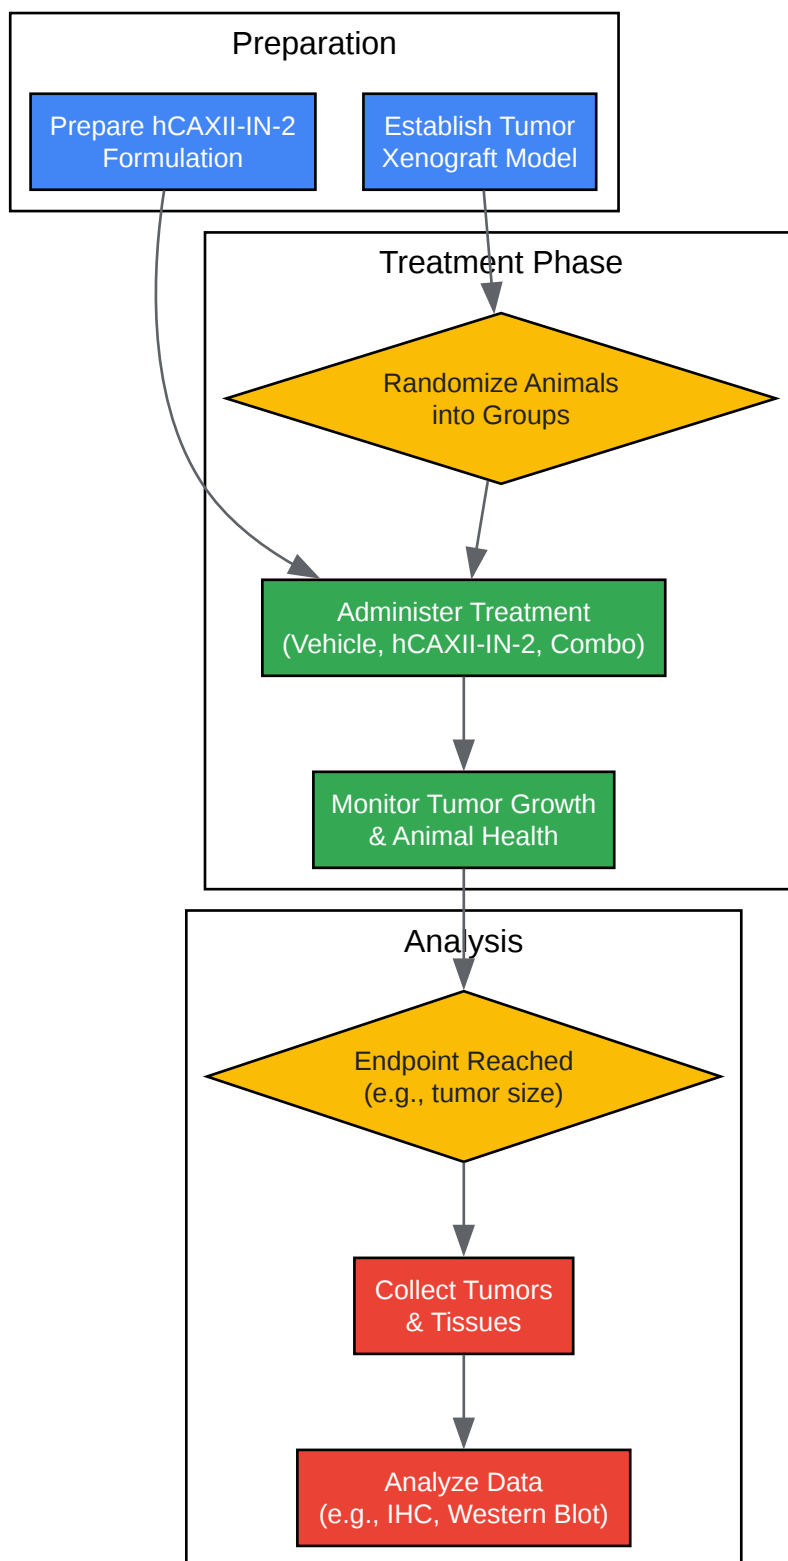 Preparation
Prepare hCAXII-IN-2
Formulation
Establish Tumor
Xenograft Model
Treatment Phase
Randomize Animals
into Groups
Administer Treatment
(Vehicle, hCAXII-IN-2, Combo)
Monitor Tumor Growth
& Animal Health
Analysis
Endpoint Reached
(e.g., tumor size)
Collect Tumors
& Tissues
Analyze Data
(e.g., IHC, Western Blot)